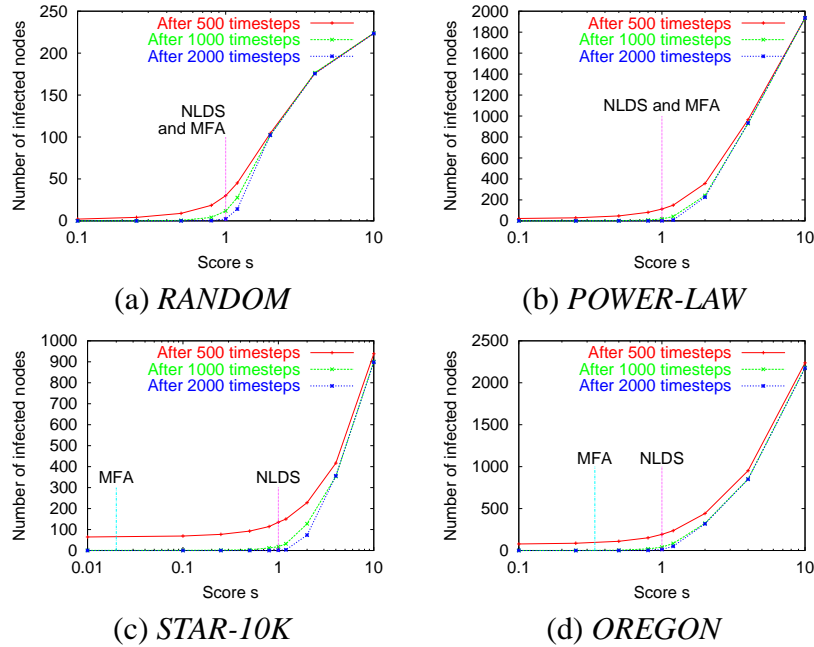 Number of infected nodes
250
200
150
100
50
0
After 500 timesteps
After 1000 timesteps
After 2000 timesteps
NLDS
and MFA
0.1
1
10
Score s
(a) RANDOM
Number of infected nodes
2000
1800
1600
1400
1200
1000
800
600
400
200
0
After 500 timesteps
After 1000 timesteps
After 2000 timesteps
NLDS and MFA
0.1
1
10
Score s
(b) POWER-LAW
Number of infected nodes
1000
900
800
700
600
500
400
300
200
100
0
After 500 timesteps
After 1000 timesteps
After 2000 timesteps
MFA
NLDS
0.01
0.1
1
10
Score s
(c) STAR-10K
Number of infected nodes
2500
2000
1500
1000
500
0
After 500 timesteps
After 1000 timesteps
After 2000 timesteps
MFA
NLDS
0.1
1
10
Score s
(d) OREGON